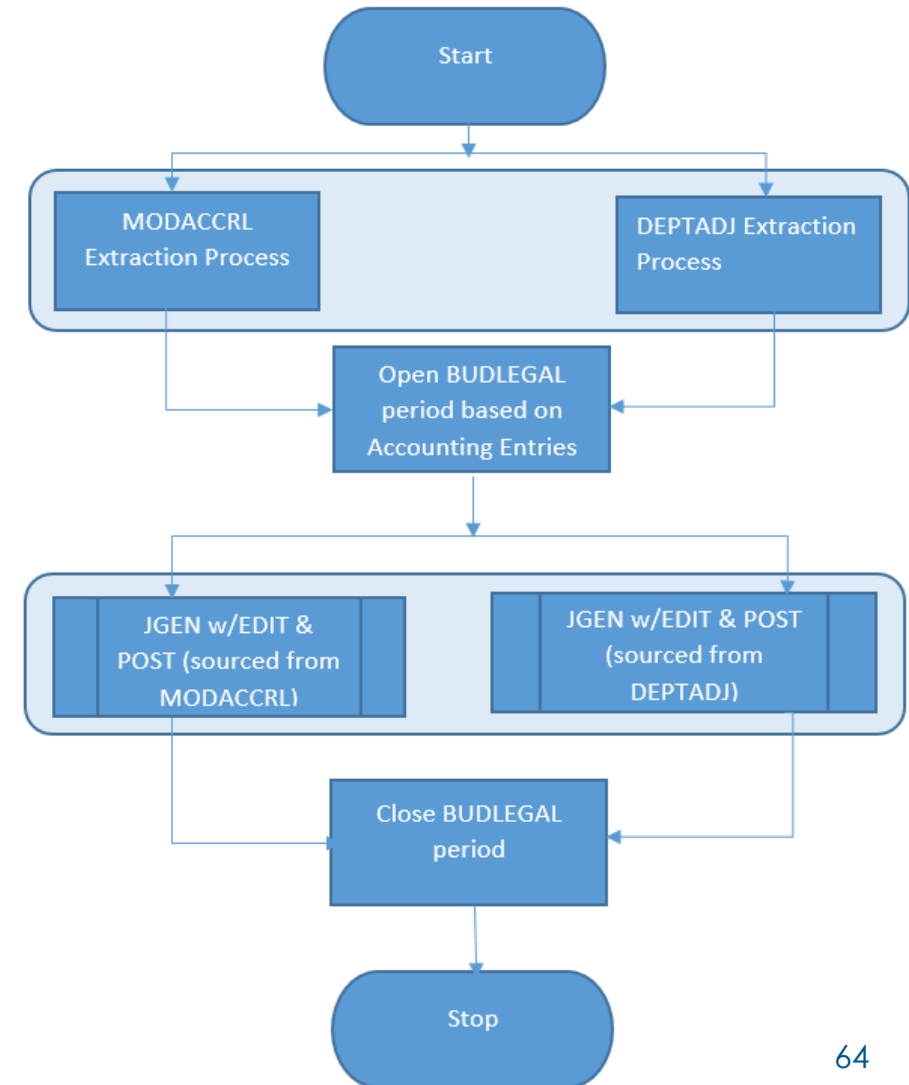 Start
MODACCRL
Extraction Process
DEPTADJ Extraction
Process
Open BUDLEGAL
period based on
Accounting Entries
JGEN w/EDIT &
POST (sourced from
MODACCRL)
JGEN w/EDIT & POST
(sourced from
DEPTADJ)
Close BUDLEGAL
period
Stop
64